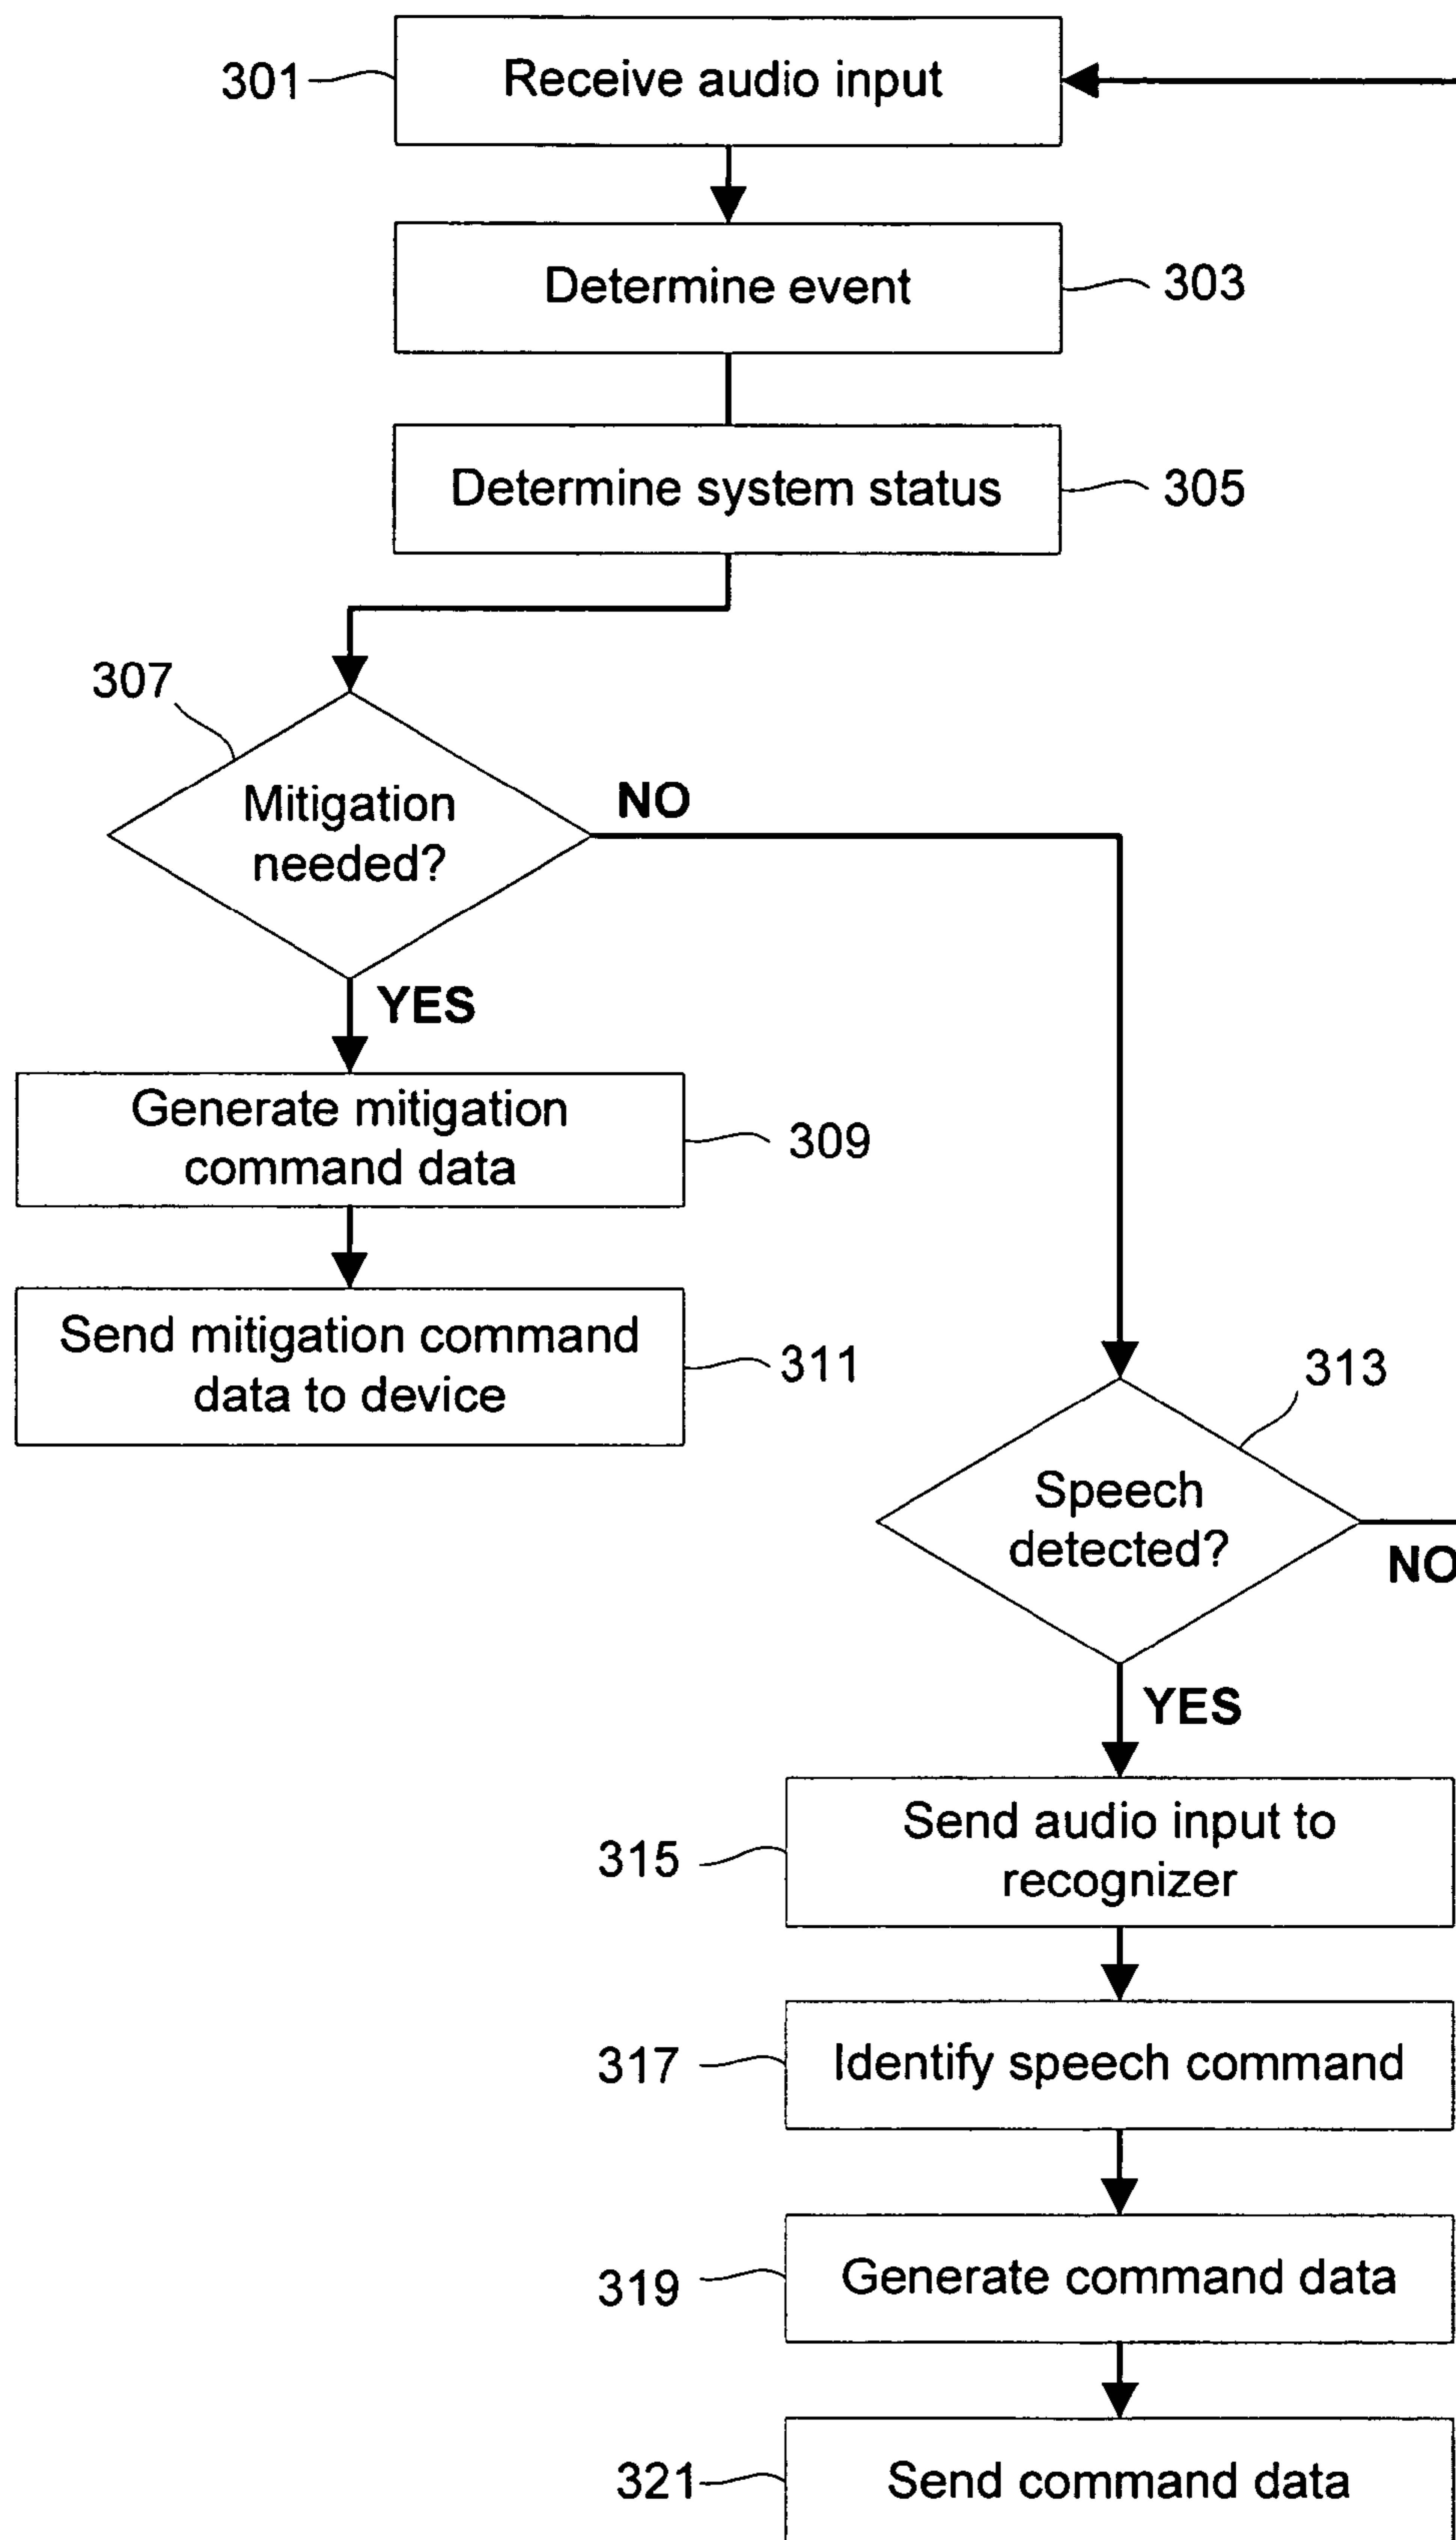 301
Receive audio input
Determine event
303
Determine system status
305
307
Mitigation
needed?
NO
YES
Generate mitigation
command data
309
Send mitigation command
data to device
311
313
Speech
detected?
NO
YES
315
Send audio input to
recognizer
317
Identify speech command
319
Generate command data
321
Send command data